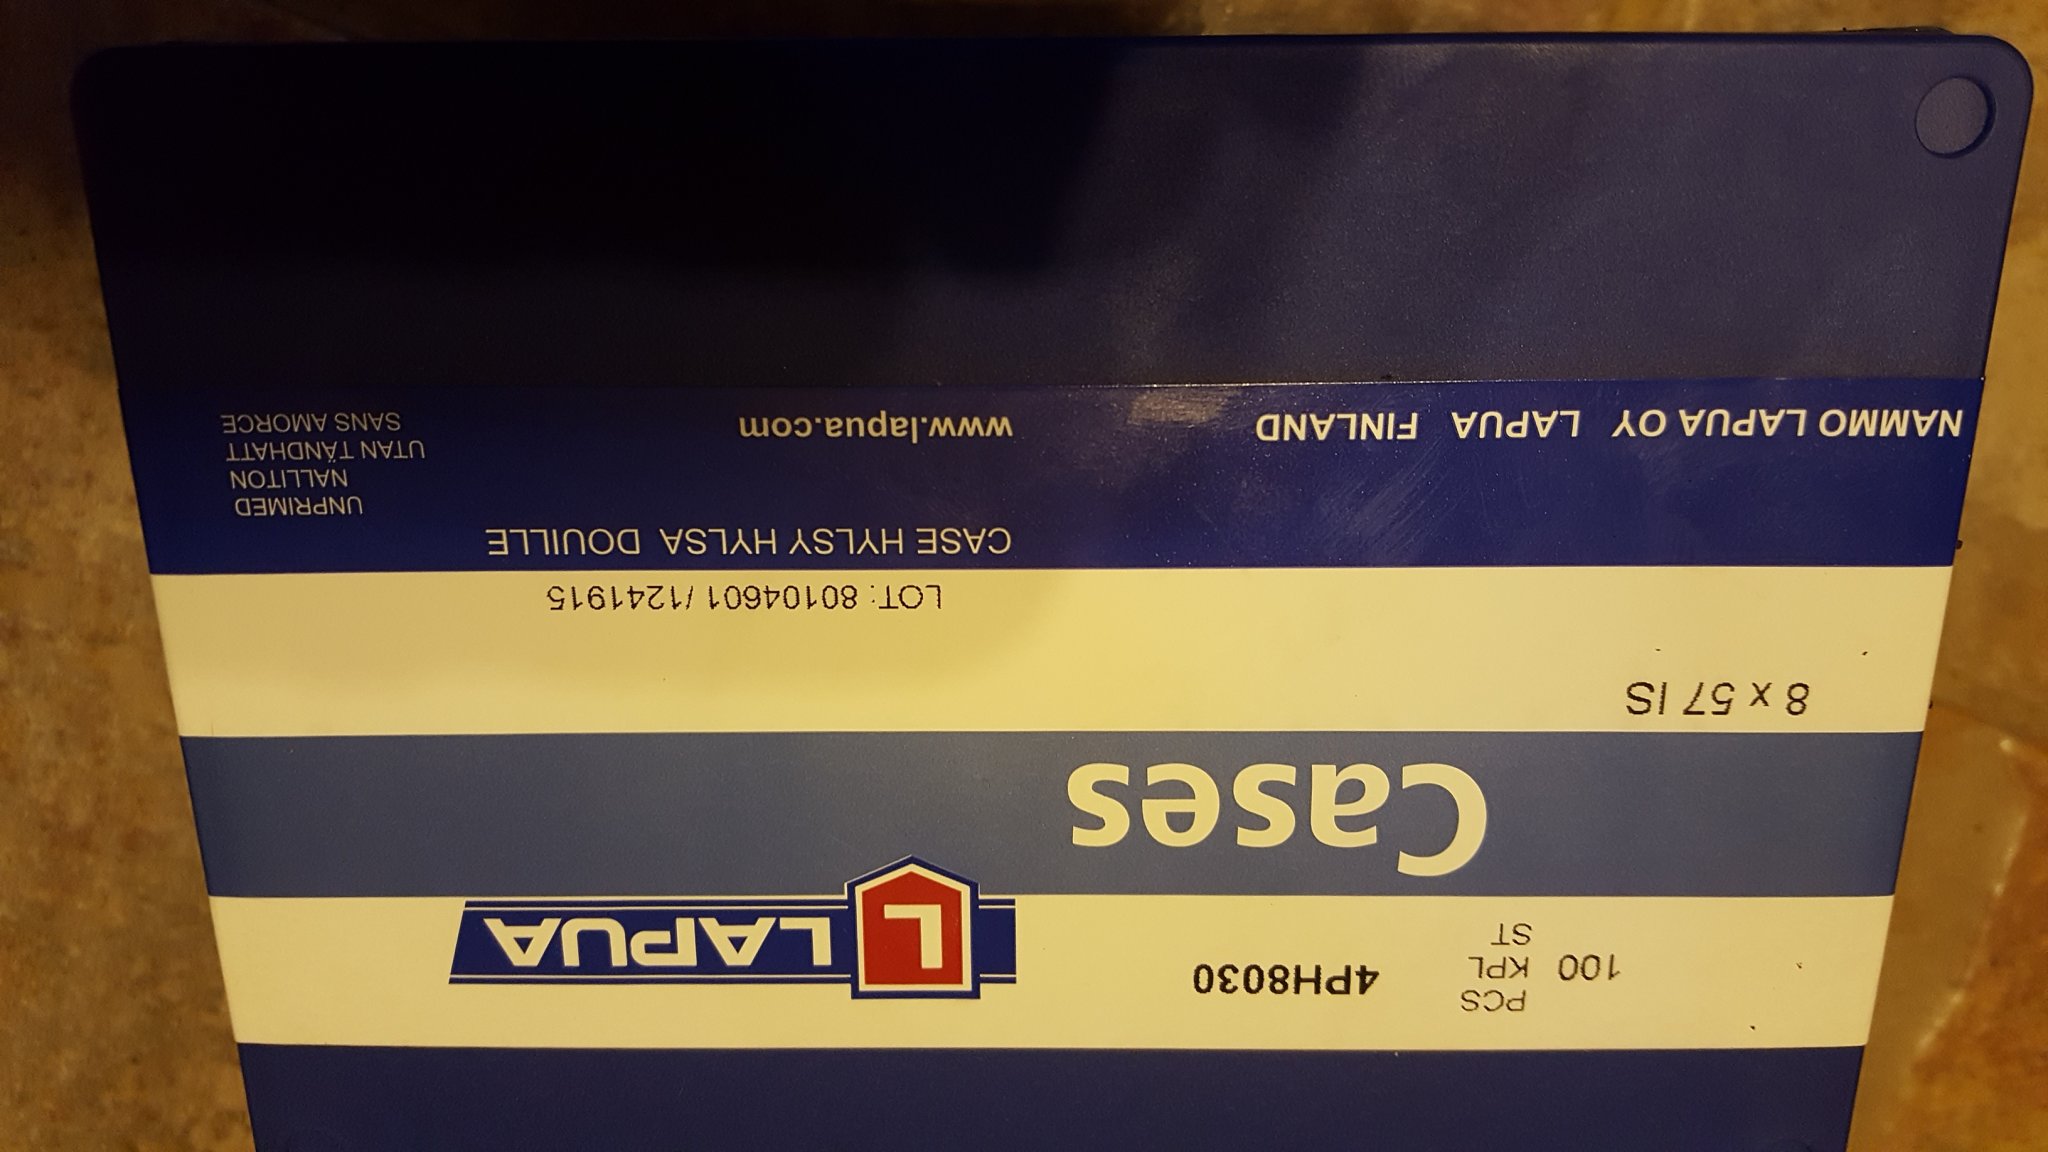 100 PCS
KPL
ST
4PH8030
L LAPUA
Cases
8 x 57 IS
LOT: 80104601 /1241915
CASE HYLSY HYLSA DOUILLE
UNPRIMED
NALLITON
UTAN TÄNDHATT
SANS AMORCE
NAMMO LAPUA OY LAPUA FINLAND
www.lapua.com